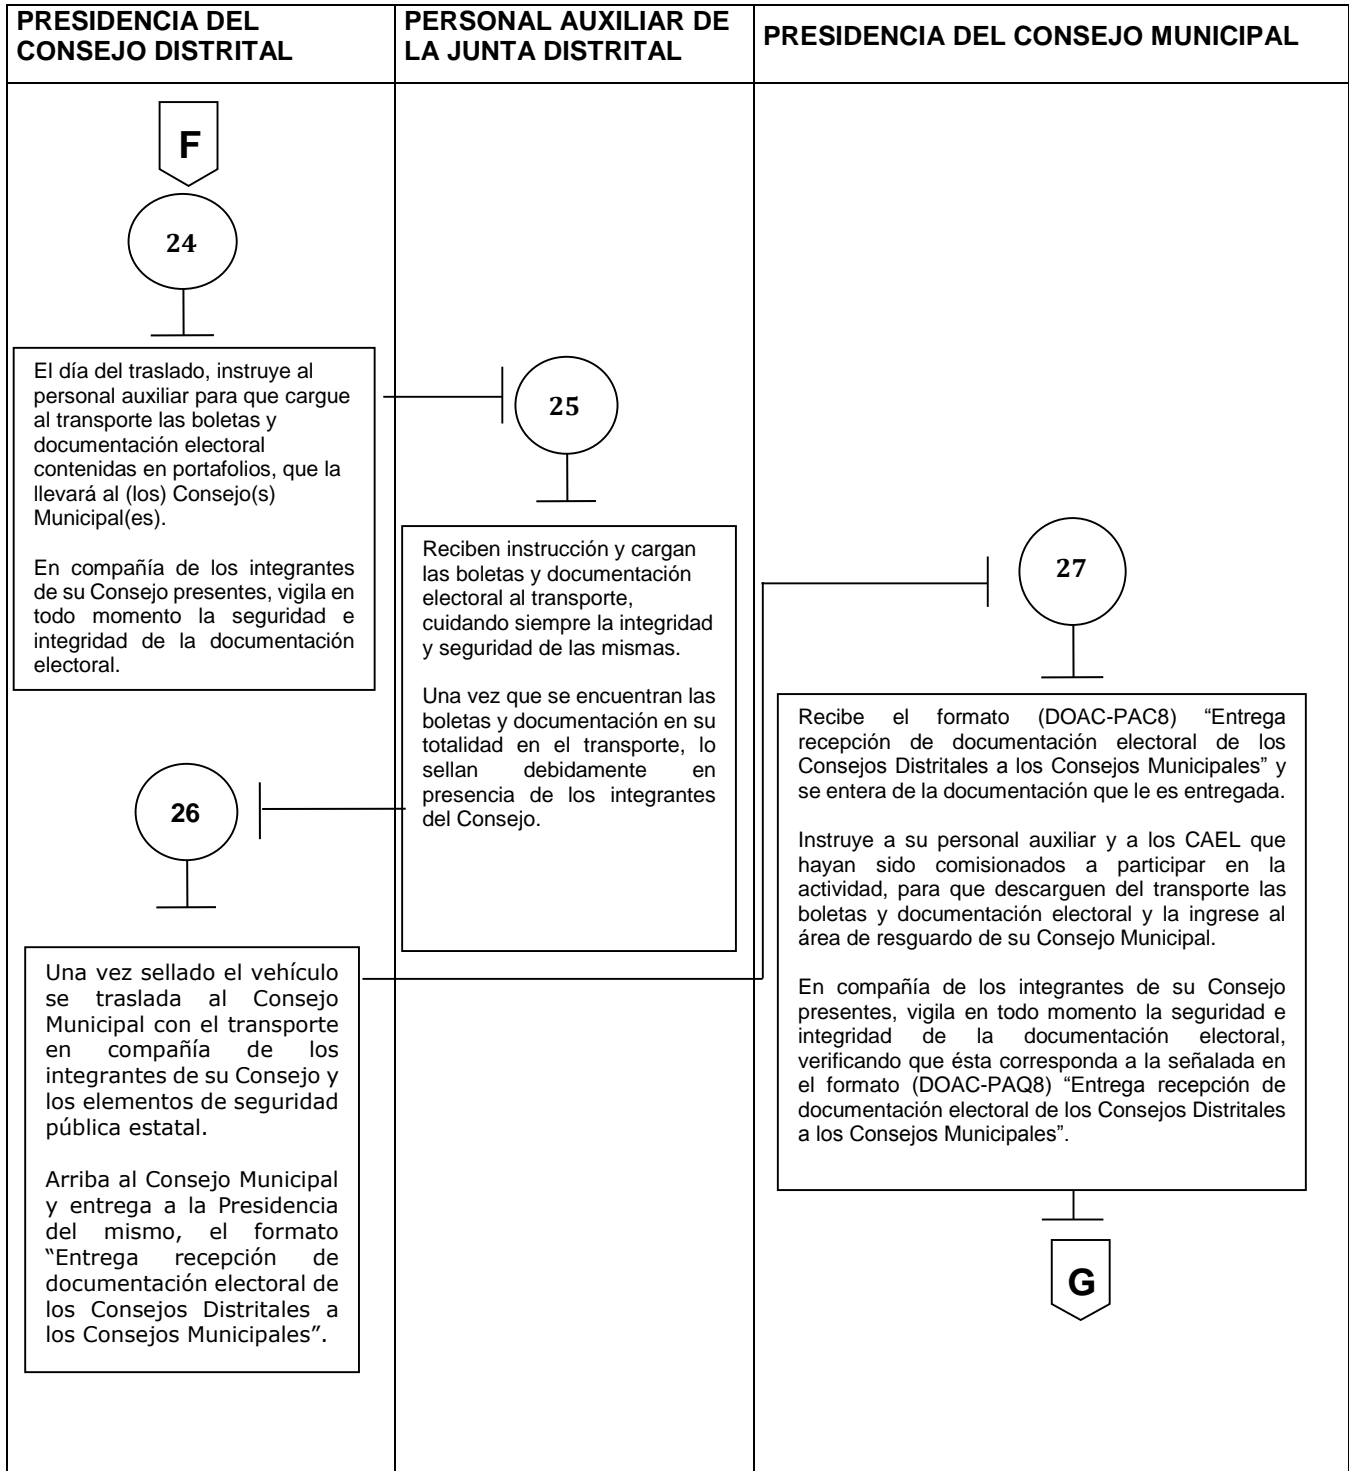 PRESIDENCIA DEL
CONSEJO DISTRITAL
PERSONAL AUXILIAR DE
LA JUNTA DISTRITAL
PRESIDENCIA DEL CONSEJO MUNICIPAL
F
24
El día del traslado, instruye al
personal auxiliar para que cargue
al transporte las boletas y
documentación electoral
contenidas en portafolios, que la
llevará al (los) Consejo(s)
Municipal(es).
En compañía de los integrantes
de su Consejo presentes, vigila en
todo momento la seguridad e
integridad de la documentación
electoral.
25
Reciben instrucción y cargan
las boletas y documentación
electoral al transporte,
cuidando siempre la integridad
y seguridad de las mismas.
Una vez que se encuentran las
boletas y documentación en su
totalidad en el transporte, lo
sellan debidamente en
presencia de los integrantes
del Consejo.
26
Una vez sellado el vehículo
se traslada al Consejo
Municipal con el transporte
en compañía de los
integrantes de su Consejo y
los elementos de seguridad
pública estatal.
Arriba al Consejo Municipal
y entrega a la Presidencia
del mismo, el formato
“Entrega recepción de
documentación electoral de
los Consejos Distritales a
los Consejos Municipales”.
27
Recibe el formato (DOAC-PAC8) “Entrega
recepción de documentación electoral de los
Consejos Distritales a los Consejos Municipales” y
se entera de la documentación que le es entregada.
Instruye a su personal auxiliar y a los CAEL que
hayan sido comisionados a participar en la
actividad, para que descarguen del transporte las
boletas y documentación electoral y la ingrese al
área de resguardo de su Consejo Municipal.
En compañía de los integrantes de su Consejo
presentes, vigila en todo momento la seguridad e
integridad de la documentación electoral,
verificando que ésta corresponda a la señalada en
el formato (DOAC-PAQ8) “Entrega recepción de
documentación electoral de los Consejos Distritales
a los Consejos Municipales”.
G